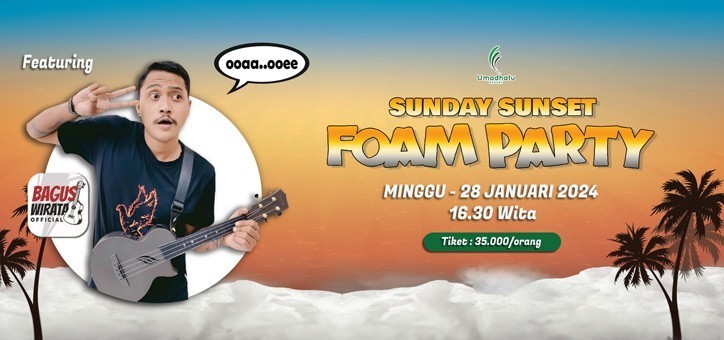 Featuring
ooaa..ooee
BAGUS
WIRATA
OFFICIAL
Umadhatu
SUNDAY SUNSET
FOAM PARTY
MINGGU - 28 JANUARI 2024
16.30 Wita
Tiket : 35.000/orang